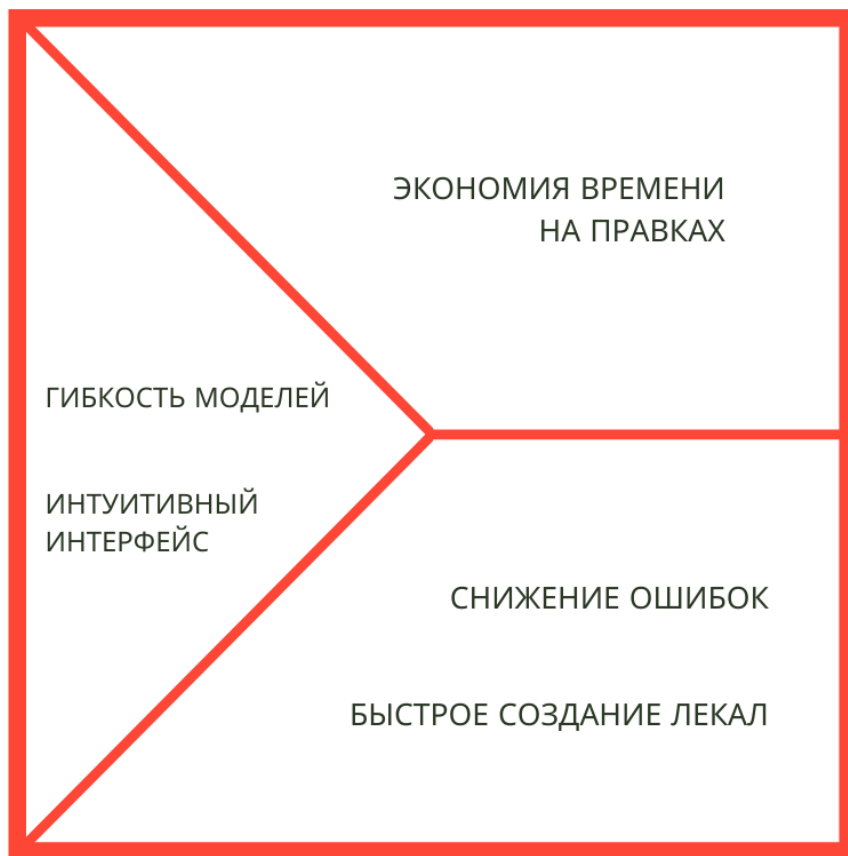 ЭКОНОМИЯ ВРЕМЕНИ
НА ПРАВКАХ
ГИБКОСТЬ МОДЕЛЕЙ
ИНТУИТИВНЫЙ
ИНТЕРФЕЙС
СНИЖЕНИЕ ОШИБОК
БЫСТРОЕ СОЗДАНИЕ ЛЕКАЛ